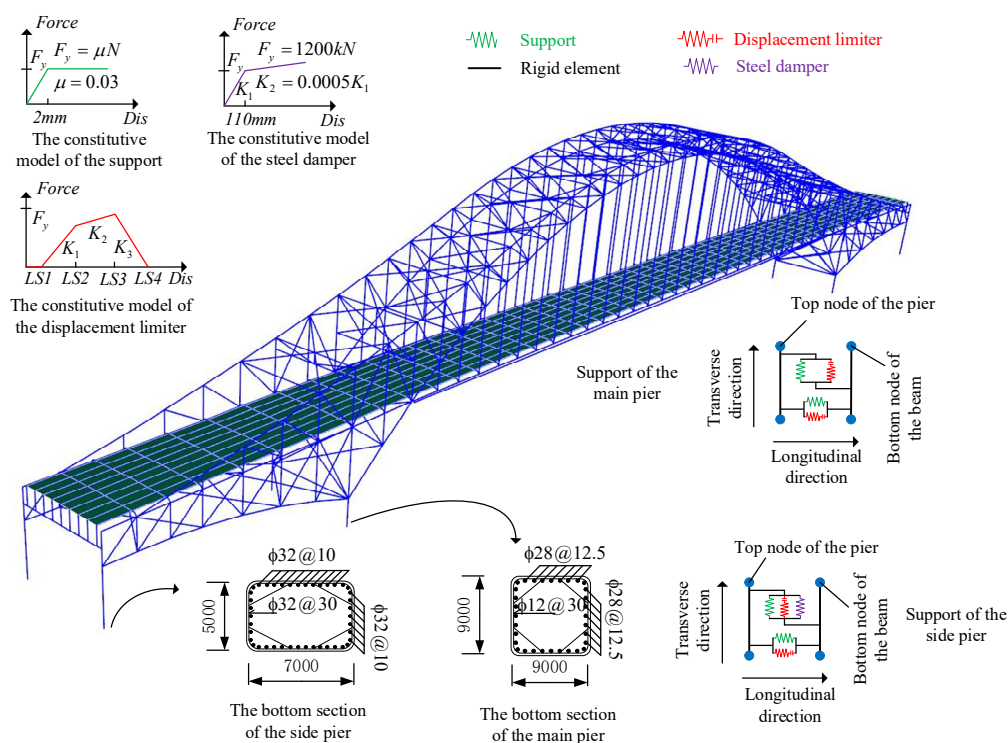 Force
F_y
F_y = μN
μ = 0.03
2mm
Dis
The constitutive
model of the support
Force
F_y
F_y = 1200kN
K_1
K_2 = 0.0005K_1
110mm
Dis
The constitutive model
of the steel damper
Support
Rigid element
Displacement limiter
Steel damper
Force
F_y
K_1
K_2
K_3
LS1
LS2
LS3
LS4
Dis
The constitutive model of
the displacement limiter
Top node of the pier
Support of the
main pier
Transverse
direction
Bottom node of
the beam
Longitudinal
direction
ϕ32@10
ϕ32@30
ϕ32@10
5000
7000
The bottom section
of the side pier
ϕ28@12.5
ϕ12@30
ϕ28@12.5
9000
9000
The bottom section
of the main pier
Top node of the pier
Transverse
direction
Bottom node of
the beam
Support of the
side pier
Longitudinal
direction